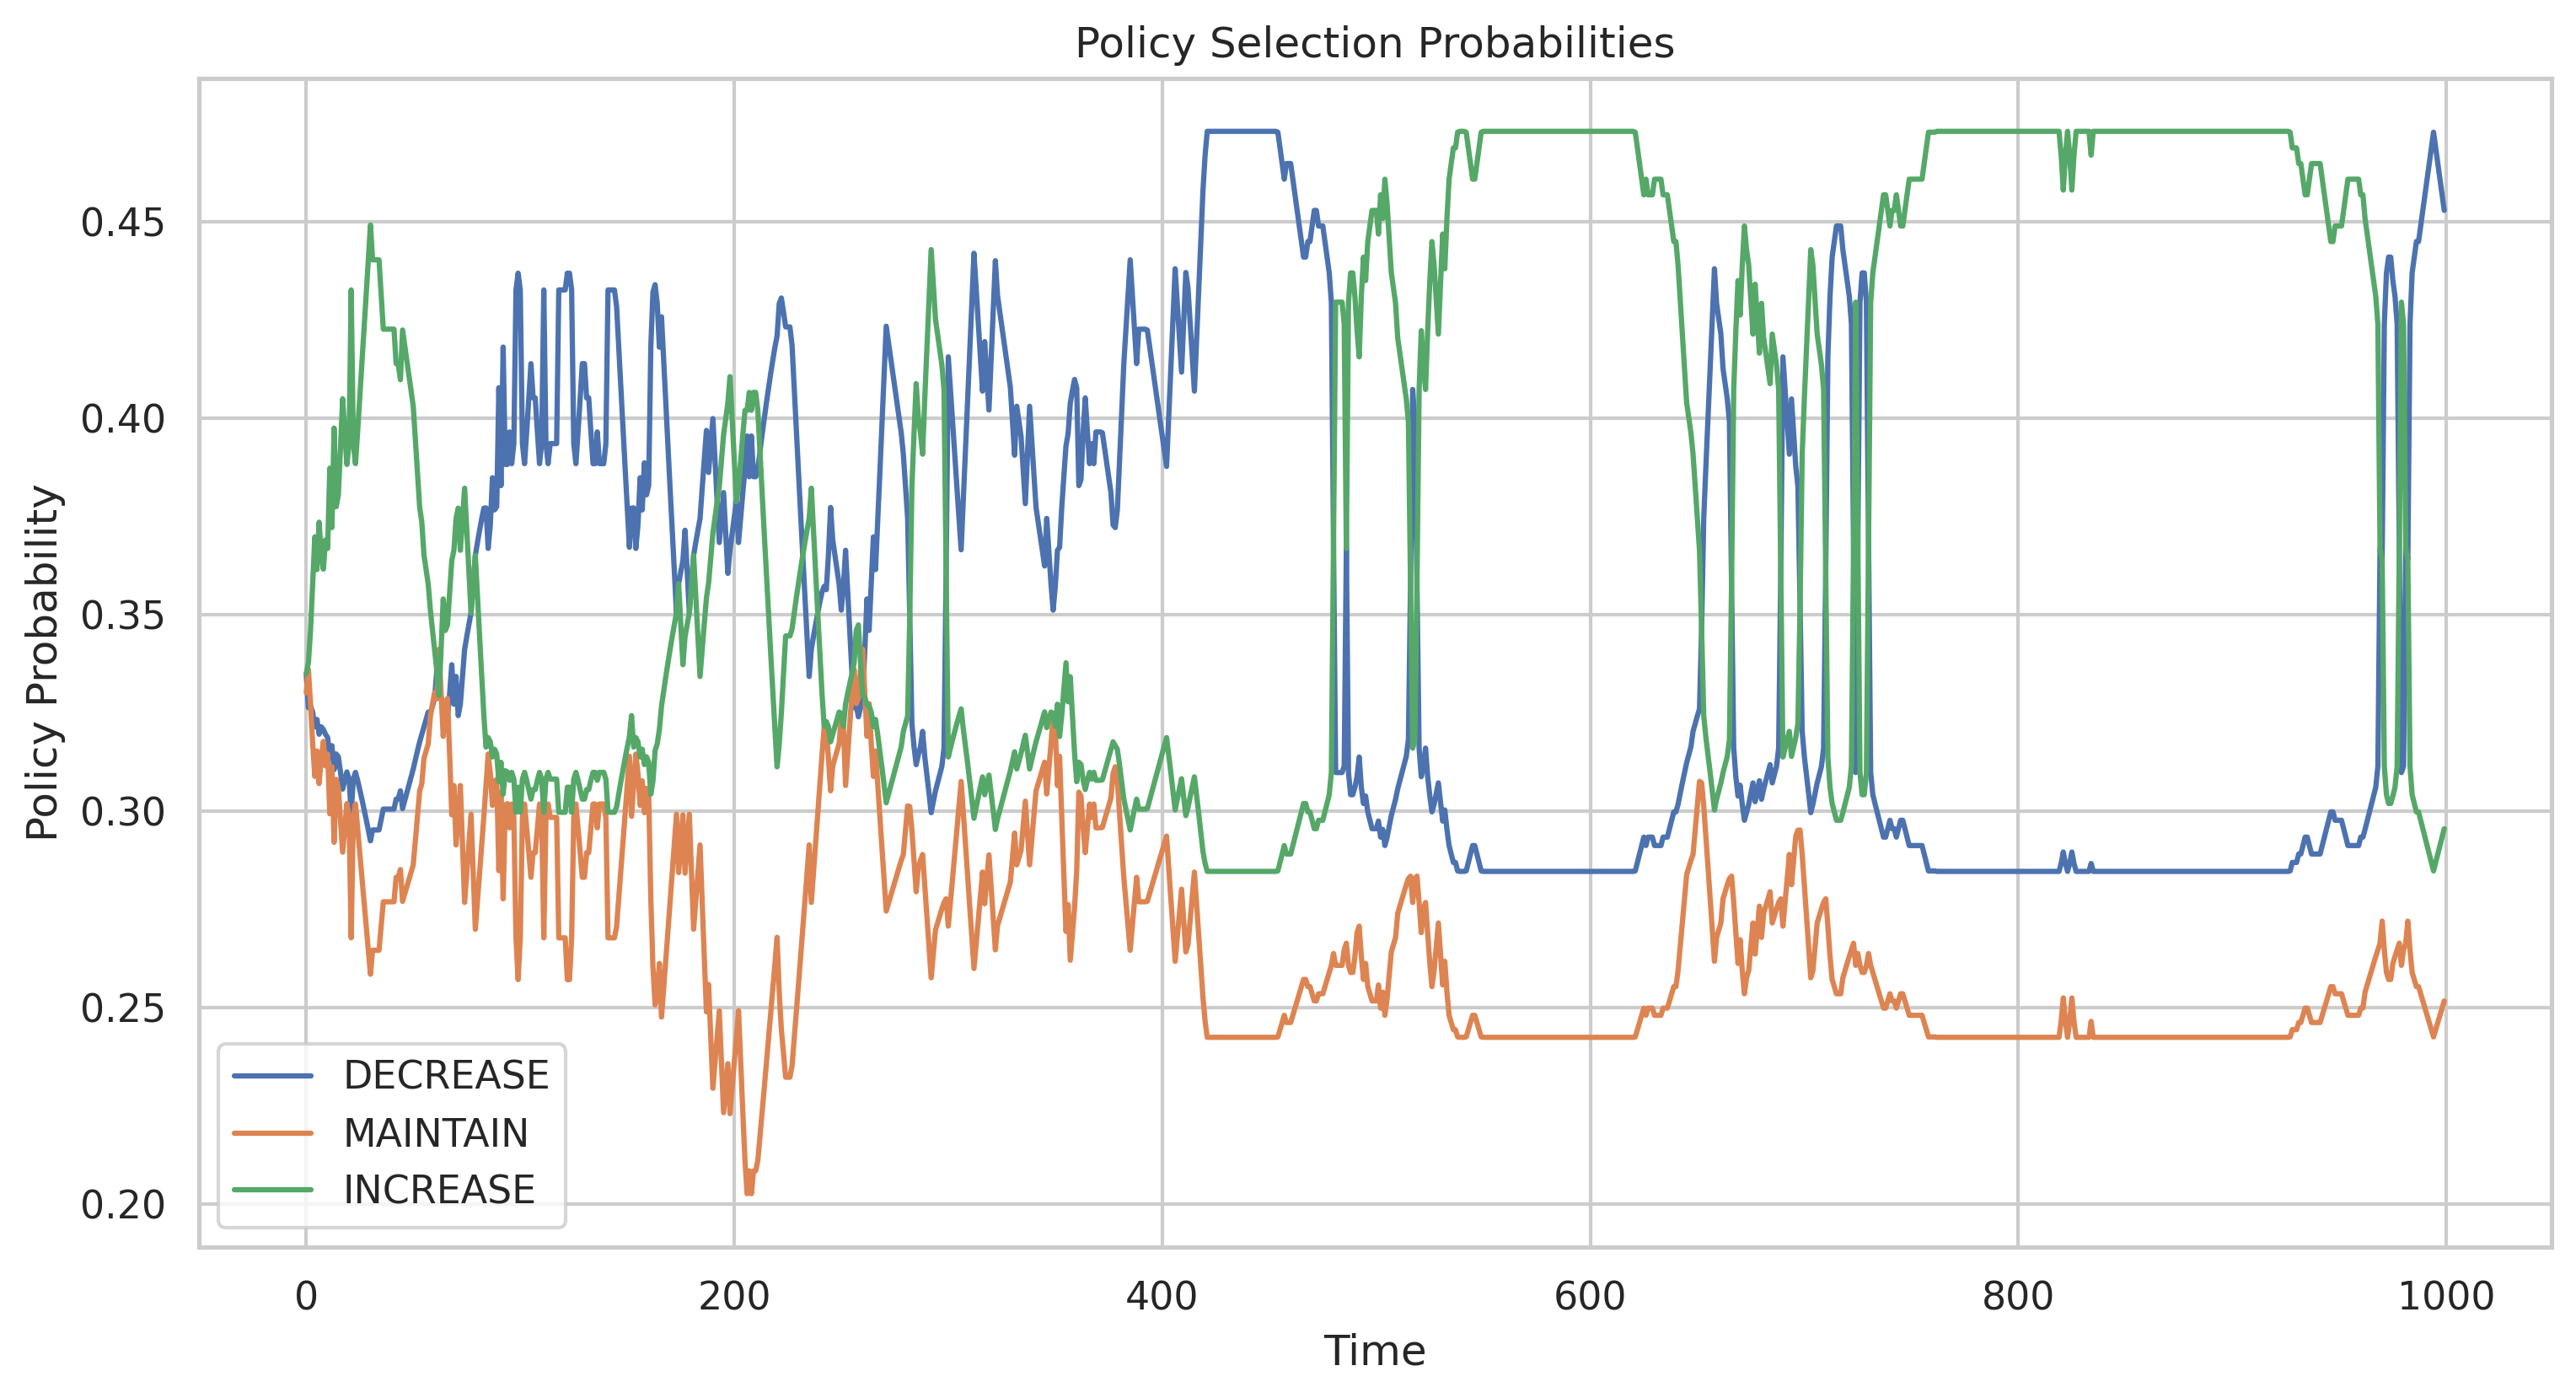 Policy Selection Probabilities
Policy Probability
0.45
0.40
0.35
0.30
0.25
0.20
DECREASE
MAINTAIN
INCREASE
0 200 400 600 800 1000
Time